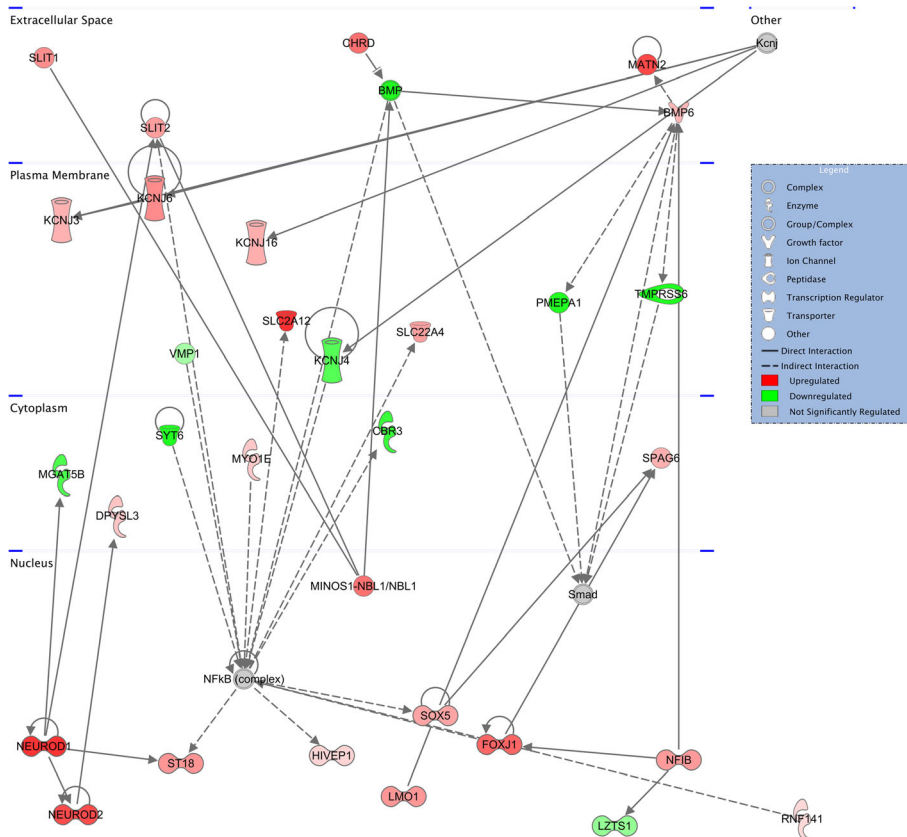 Extracellular Space
Other
SLIT1
CHRD
Kcnj
MATN2
BMP
BMP6
SLIT2
Plasma Membrane
Legend
Complex
Enzyme
Group/Complex
Growth factor
Ion Channel
Peptidase
Transcription Regulator
Transporter
Other
Direct Interaction
Indirect Interaction
Upregulated
Downregulated
Not Significantly Regulated
KCNJ6
KCNJ3
KCNJ16
TMPRSS6
PMEPA1
SLC2A12
SLC22A4
VMP1
KCNJ4
Cytoplasm
SYT6
CBR3
MGAT5B
MYO1E
SPAG6
DPYSL3
Nucleus
MINOS1-NBL1/NBL1
Smad
NFkB (complex)
SOX5
NEUROD1
FOXJ1
ST18
HIVEP1
NFIB
LMO1
NEUROD2
RNF141
LZTS1